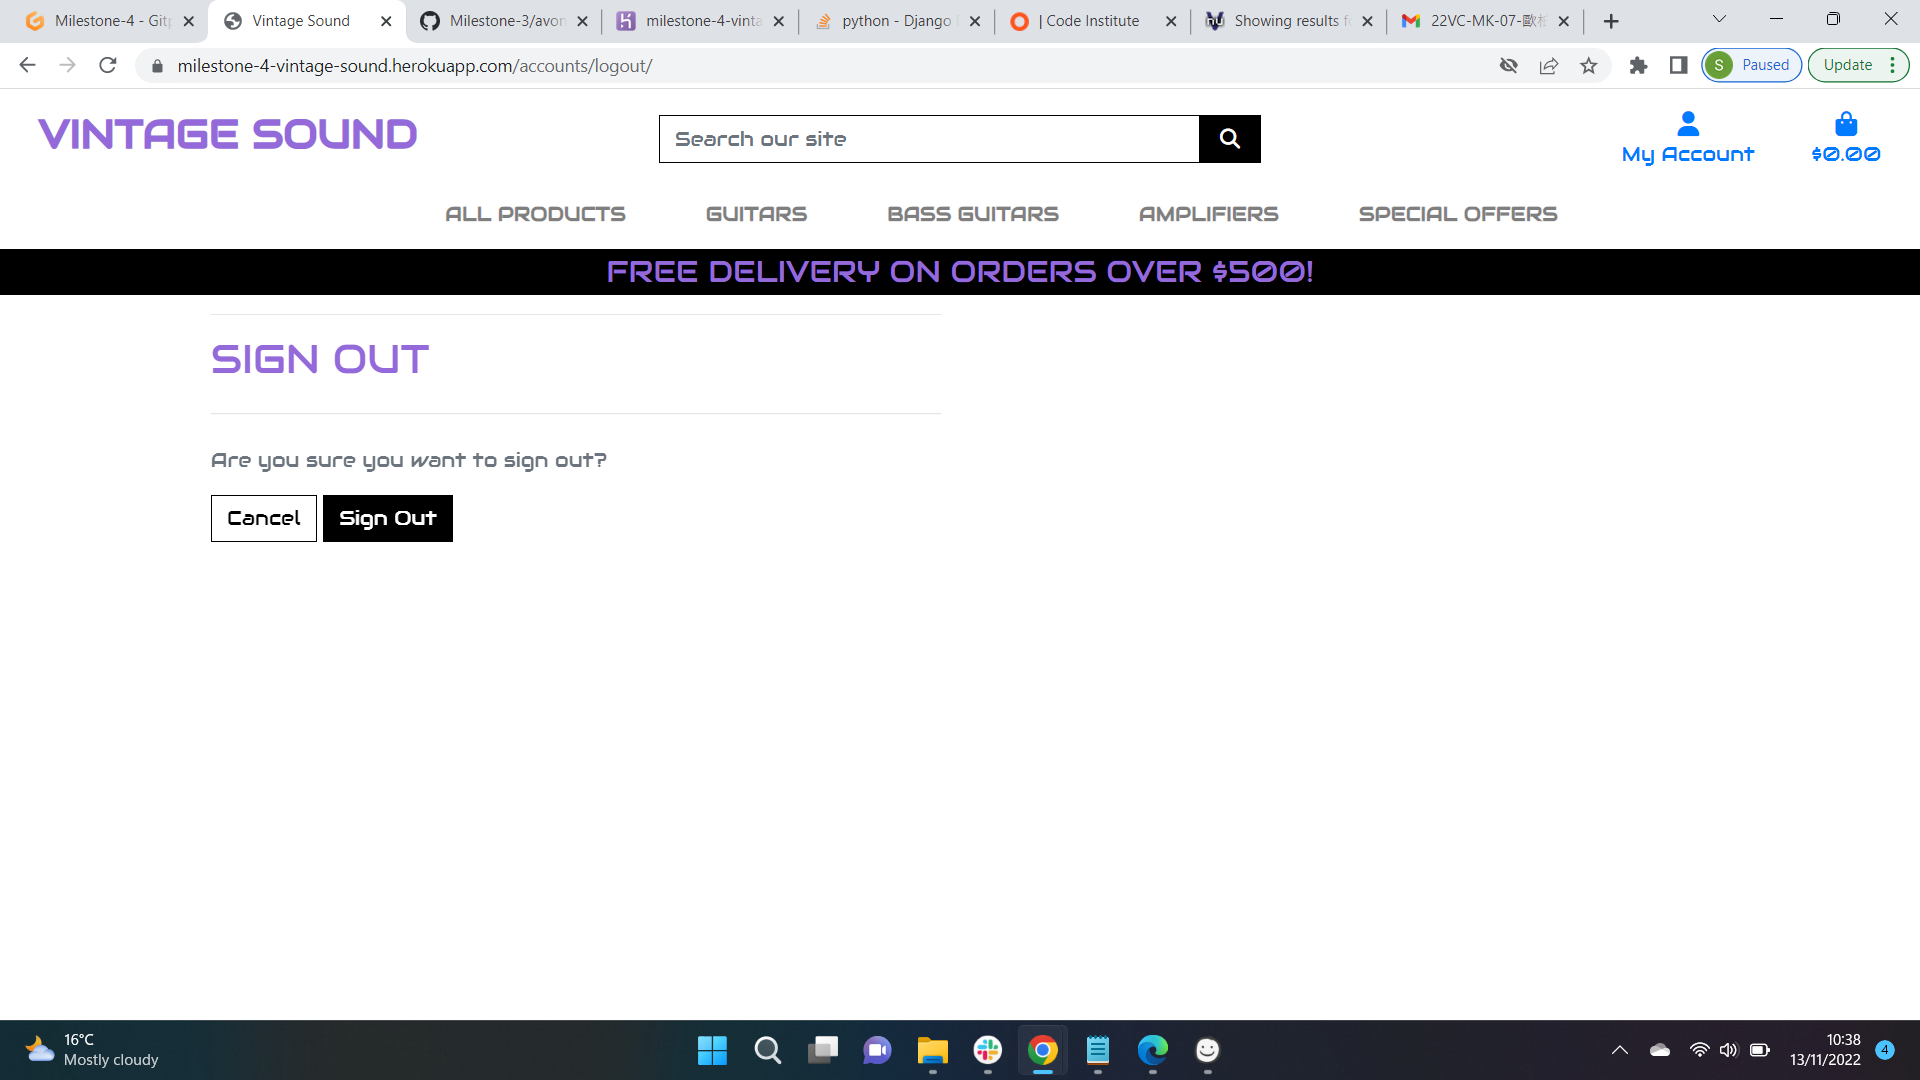 Milestone-4 - Gitp
Vintage Sound
Milestone-3/avon
milestone-4-vinta
python - Django
| Code Institute
Showing results f
22VC-MK-07-歐
milestone-4-vintage-sound.herokuapp.com/accounts/logout/
S
Paused
Update
VINTAGE SOUND
Search our site
My Account
$0.00
ALL PRODUCTS
GUITARS
BASS GUITARS
AMPLIFIERS
SPECIAL OFFERS
FREE DELIVERY ON ORDERS OVER $500!
SIGN OUT
Are you sure you want to sign out?
Cancel
Sign Out
16°C
Mostly cloudy
10:38
13/11/2022
4